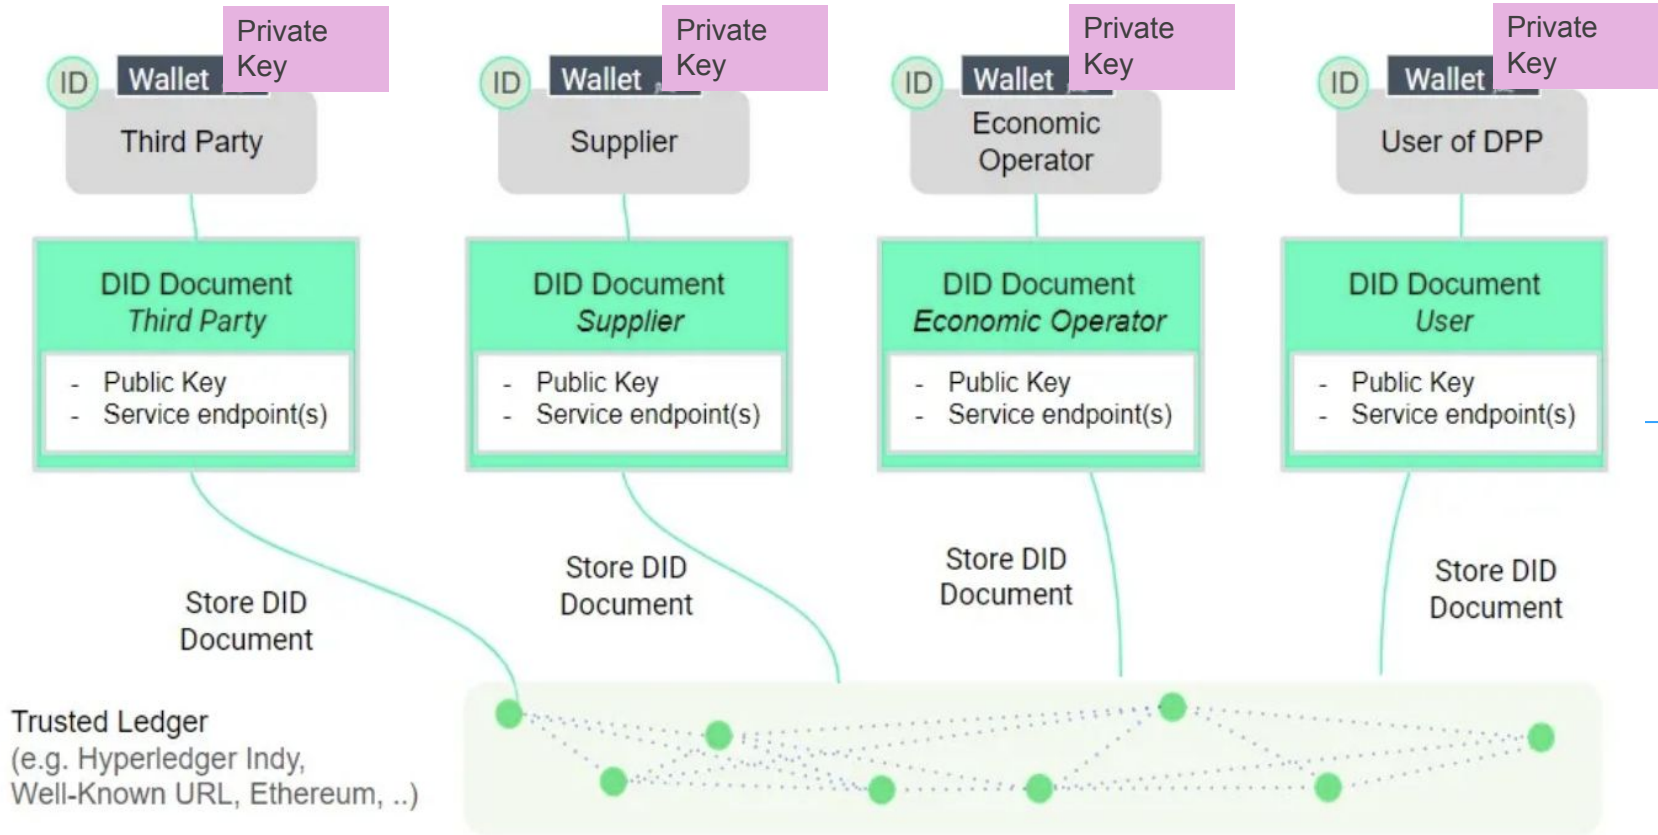 Private
Key
ID
Wallet
Third Party
Private
Key
ID
Wallet
Supplier
Private
Key
ID
Wallet
Economic
Operator
Private
Key
ID
Wallet
User of DPP
DID Document
Third Party
- Public Key
- Service endpoint(s)
DID Document
Supplier
- Public Key
- Service endpoint(s)
DID Document
Economic Operator
- Public Key
- Service endpoint(s)
DID Document
User
- Public Key
- Service endpoint(s)
Store DID
Document
Store DID
Document
Store DID
Document
Store DID
Document
Trusted Ledger
(e.g. Hyperledger Indy,
Well-Known URL, Ethereum, ..)